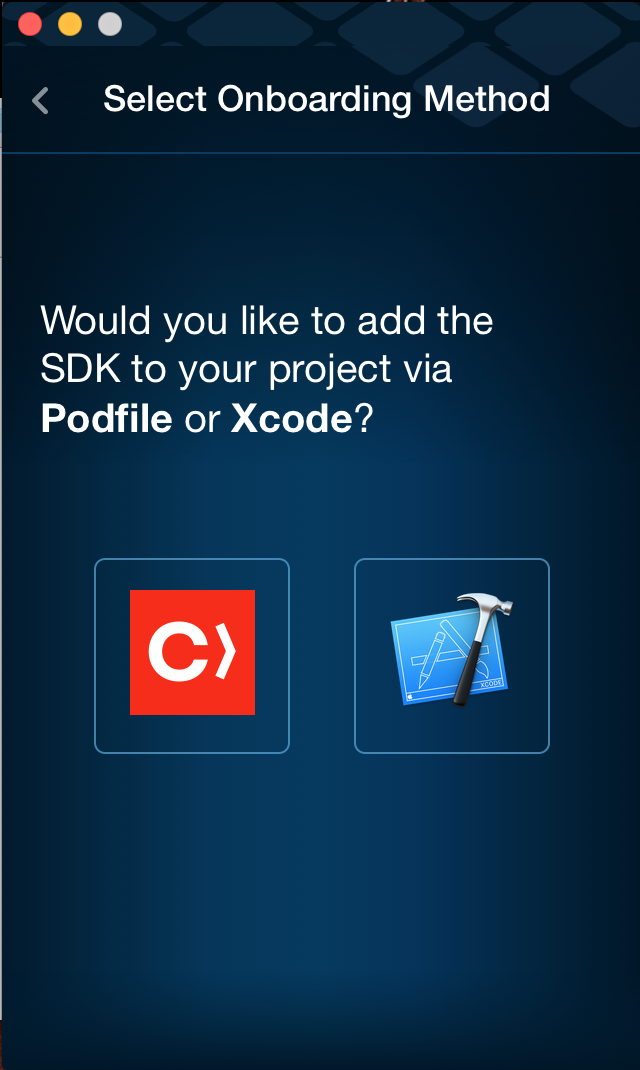 Select Onboarding Method
Would you like to add the
SDK to your project via
Podfile or Xcode?
C
XCODE